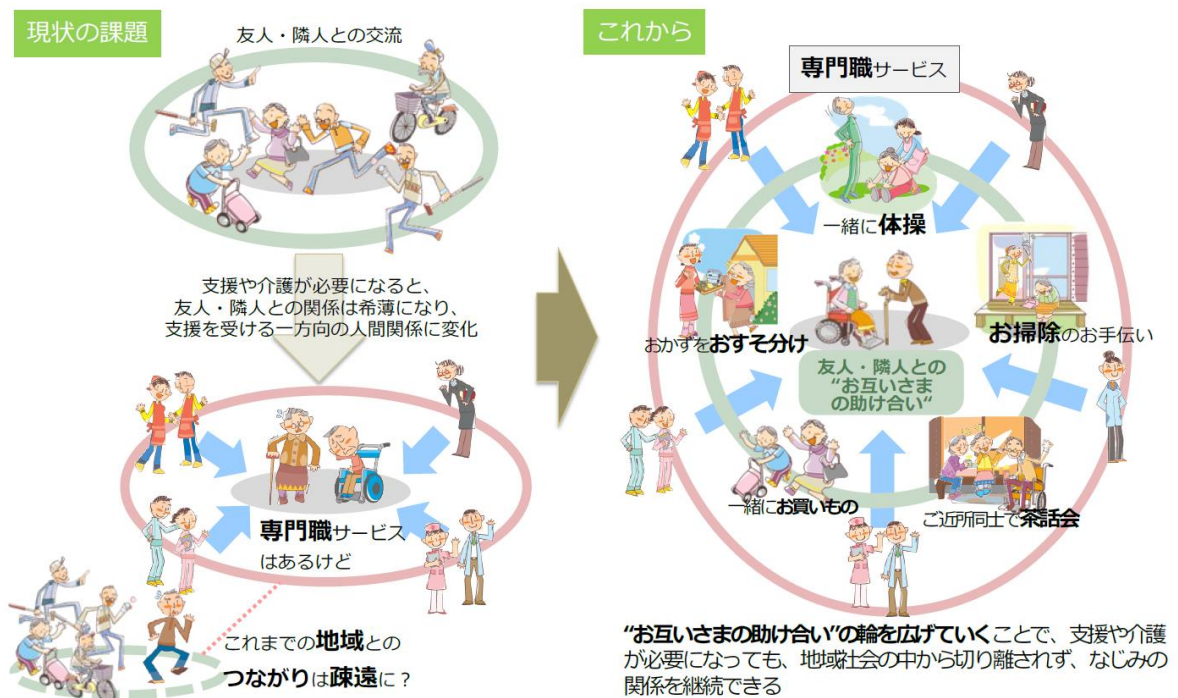 現状の課題
友人・隣人との交流
支援や介護が必要になると、
友人・隣人との関係は希薄になり、
支援を受ける一方向の人間関係に変化
専門職サービス
はあるけど
これまでの地域との
つながりは疎遠に？
これから
専門職サービス
一緒に体操
おかずをおすそ分け
お掃除のお手伝い
友人・隣人との
“お互いさま
の助け合い“
一緒にお買いもの
ご近所同士で茶話会
“お互いさまの助け合い”の輪を広げていくことで、支援や介護
が必要になっても、地域社会の中から切り離されず、なじみの
関係を継続できる